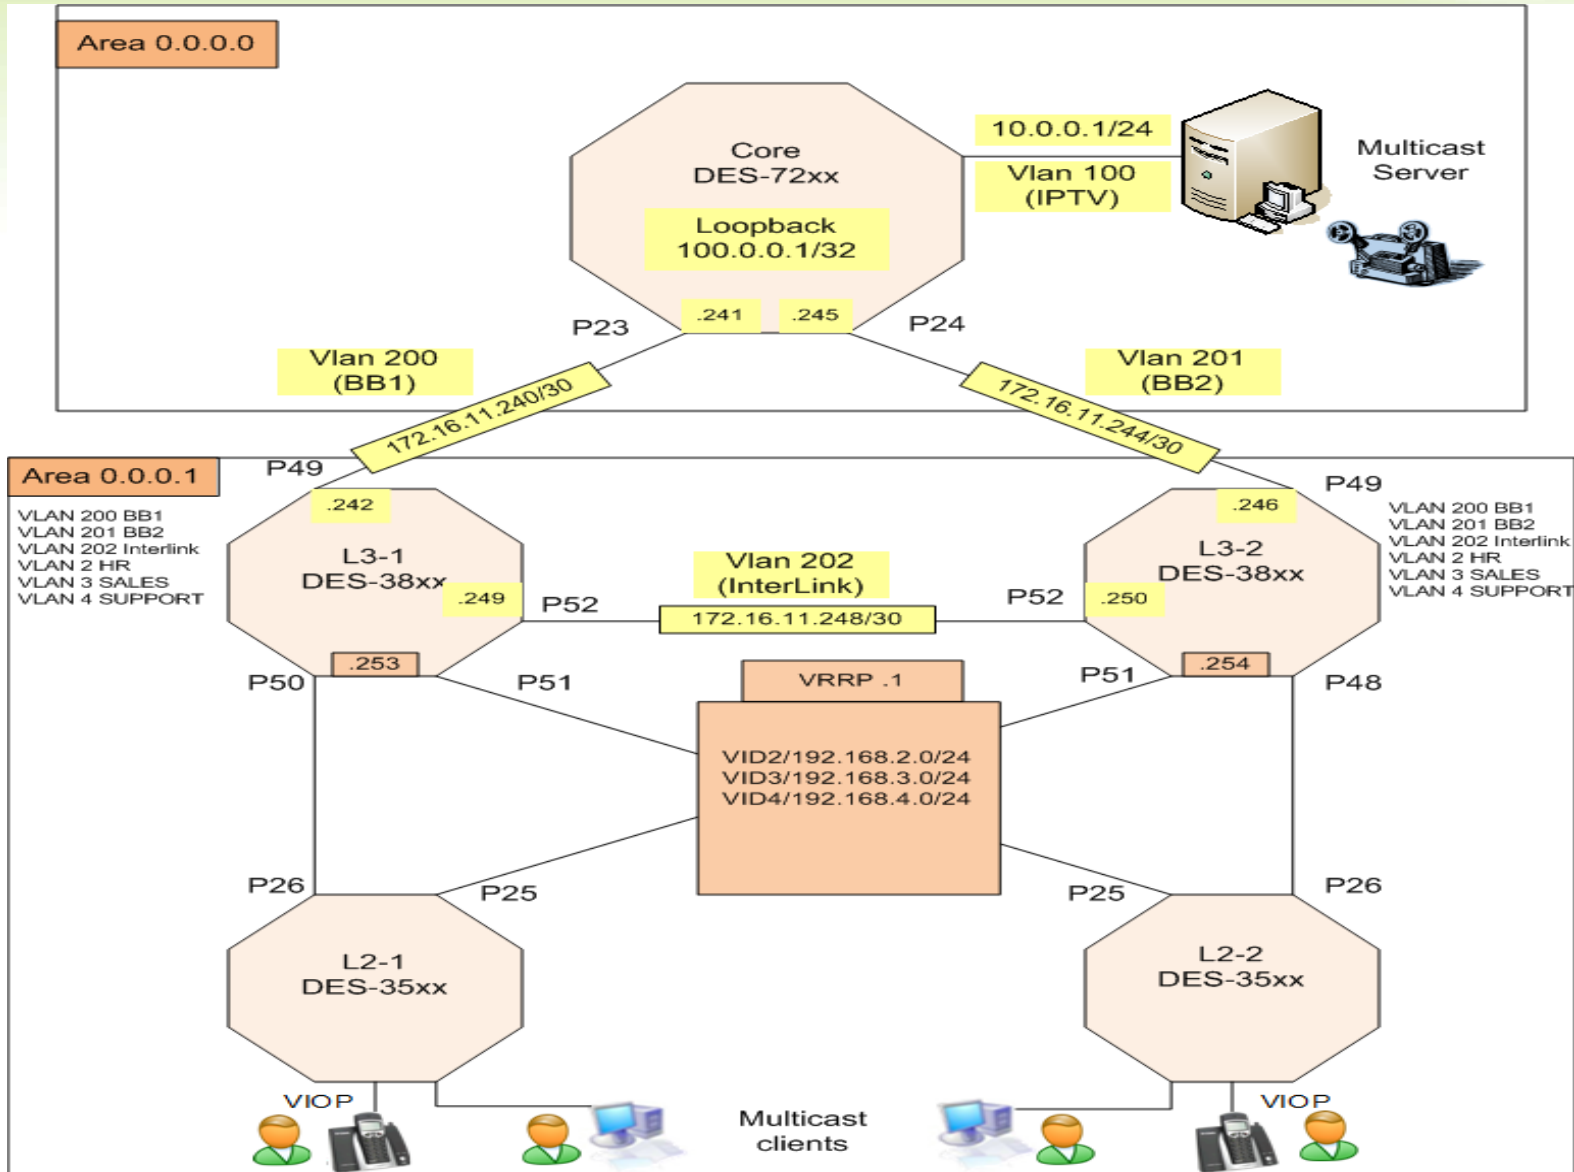 Area 0.0.0.0
Core
DES-72xx
Loopback
100.0.0.1/32
10.0.0.1/24
Vlan 100
(IPTV)
Multicast
Server
.241
.245
P23
P24
Vlan 200
(BB1)
Vlan 201
(BB2)
172.16.11.240/30
172.16.11.244/30
Area 0.0.0.1
P49
P49
VLAN 200 BB1
VLAN 201 BB2
VLAN 202 Interlink
VLAN 2 HR
VLAN 3 SALES
VLAN 4 SUPPORT
.242
L3-1
DES-38xx
.249
P52
Vlan 202
(InterLink)
172.16.11.248/30
P52
.246
L3-2
DES-38xx
.250
VLAN 200 BB1
VLAN 201 BB2
VLAN 202 Interlink
VLAN 2 HR
VLAN 3 SALES
VLAN 4 SUPPORT
.253
.254
P50
P51
VRRP .1
P51
P48
VID2/192.168.2.0/24
VID3/192.168.3.0/24
VID4/192.168.4.0/24
P26
P25
P25
P26
L2-1
DES-35xx
L2-2
DES-35xx
VIOP
Multicast
clients
VIOP